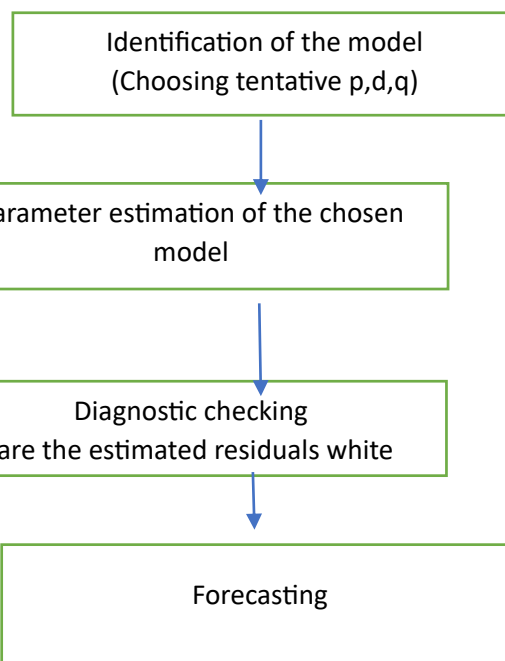 Identification of the model
(Choosing tentative p,d,q)
arameter estimation of the chosen
model
Diagnostic checking
are the estimated residuals white
Forecasting